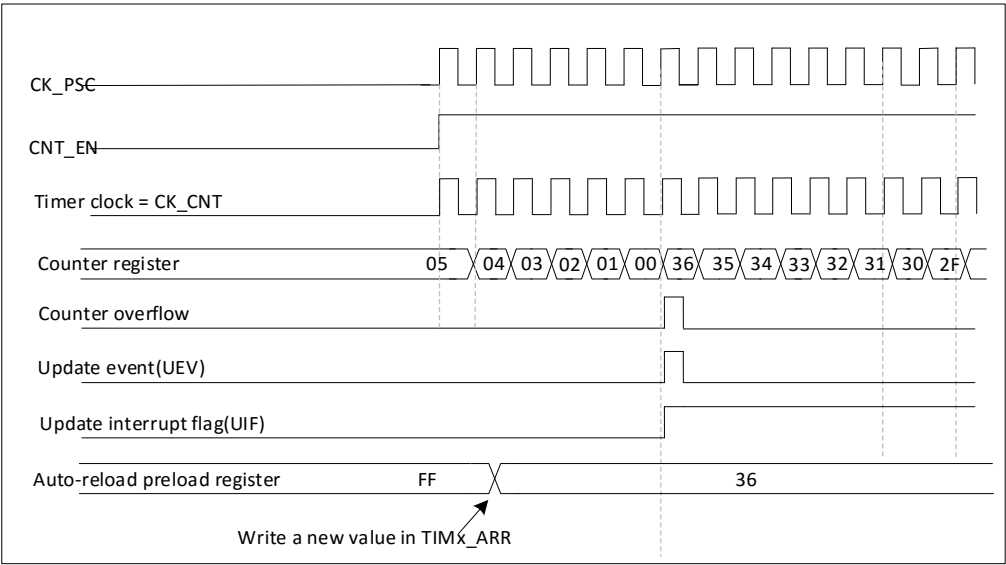 CK_PSC
CNT_EN
Timer clock = CK_CNT
Counter register 05 04 03 02 01 00 36 35 34 33 32 31 30 2F
Counter overflow
Update event(UEV)
Update interrupt flag(UIF)
Auto-reload preload register FF 36
Write a new value in TIMx_ARR